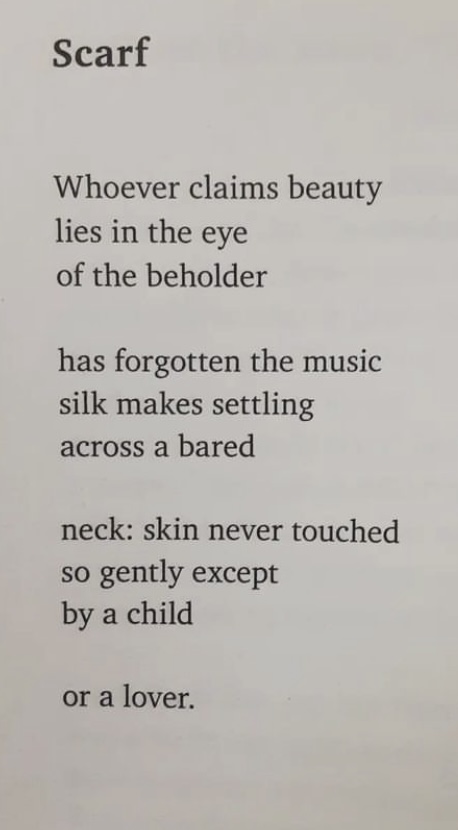 Scarf
Whoever claims beauty
lies in the eye
of the beholder
has forgotten the music
silk makes settling
across a bared
neck: skin never touched
so gently except
by a child
or a lover.